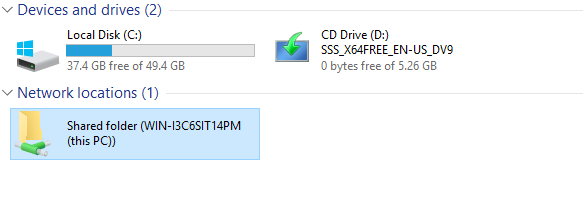 Devices and drives (2)
Local Disk (C:)
37.4 GB free of 49.4 GB
CD Drive (D:)
SSS_X64FREE_EN-US_DV9
0 bytes free of 5.26 GB
Network locations (1)
Shared folder (WIN-I3C6SIT14PM
(this PC))